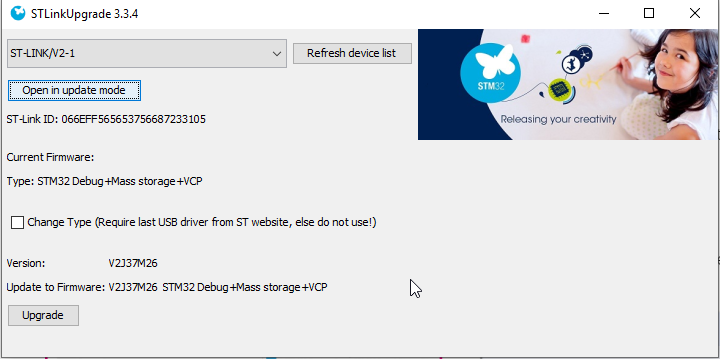 STLinkUpgrade 3.3.4
ST-LINK/V2-1
Refresh device list
Open in update mode
ST-Link ID: 066EFF565653756687233105
Current Firmware:
Type: STM32 Debug+Mass storage+VCP
Change Type (Require last USB driver from ST website, else do not use!)
Version: V2J37M26
Update to Firmware: V2J37M26 STM32 Debug+Mass storage+VCP
Upgrade
STM32
Releasing your creativity